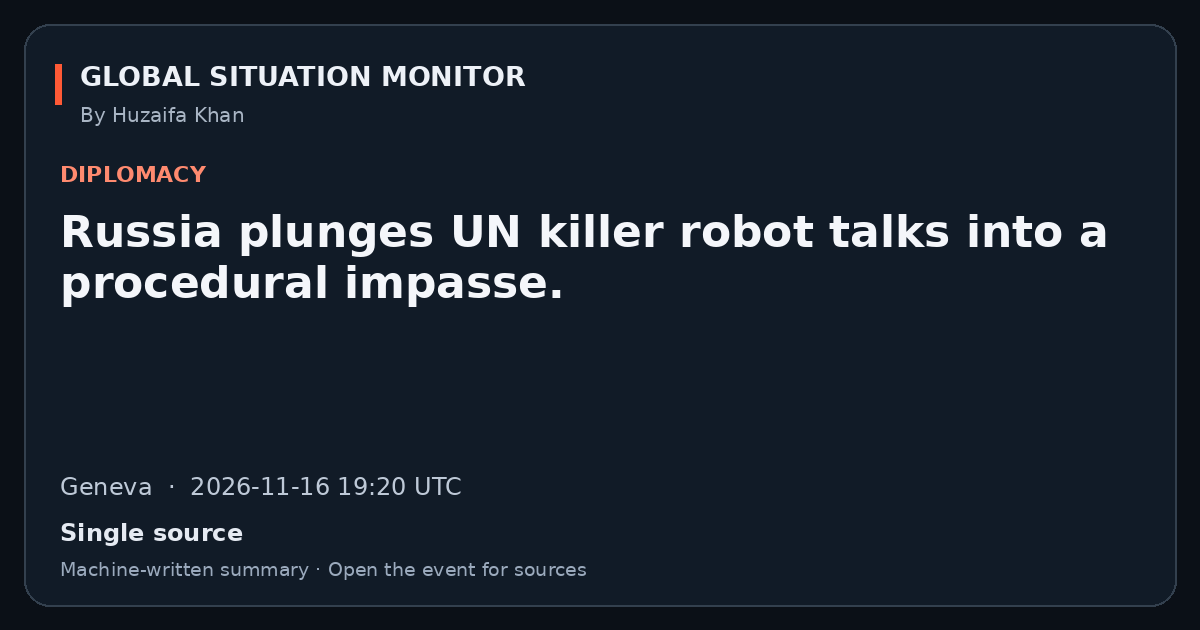 GLOBAL SITUATION MONITOR
By Huzaifa Khan
DIPLOMACY
Russia plunges UN killer robot talks into a
procedural impasse.
Geneva · 2026-11-16 19:20 UTC
Single source
Machine-written summary · Open the event for sources